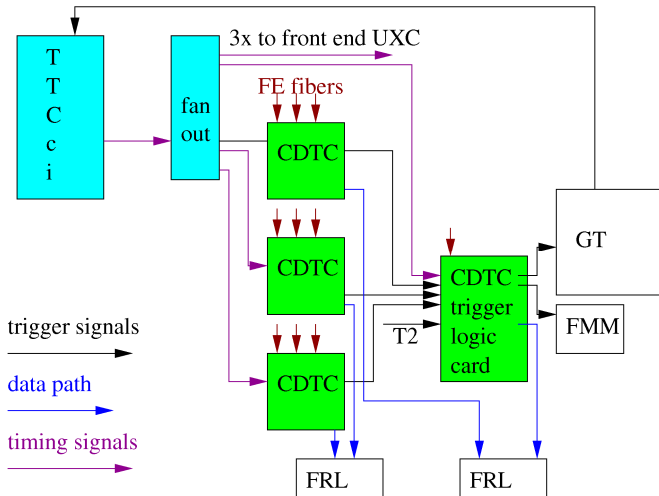 3x to front end UXC
T
T
C
c
i
fan
out
FE fibers
CDTC
GT
CDTC
CDTC
trigger
logic
card
T2
FMM
trigger signals
CDTC
data path
timing signals
FRL
FRL